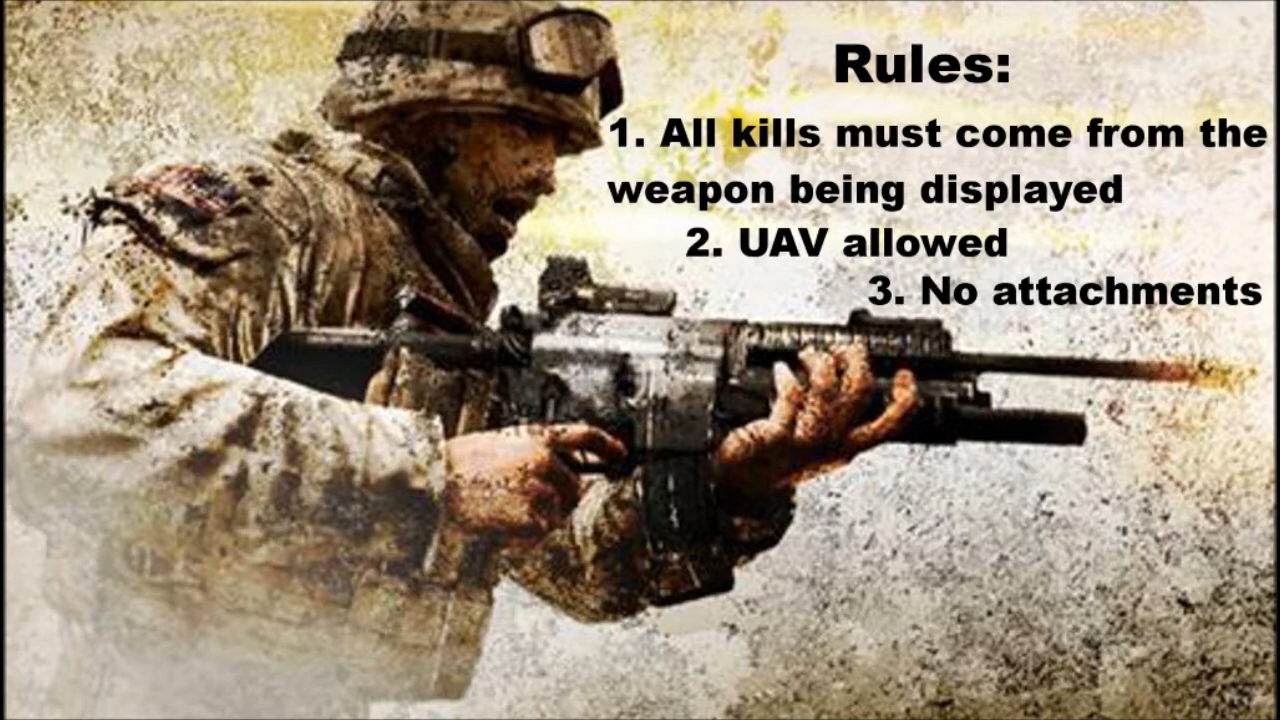 Rules:
1. All kills must come from the
weapon being displayed
2. UAV allowed
3. No attachments